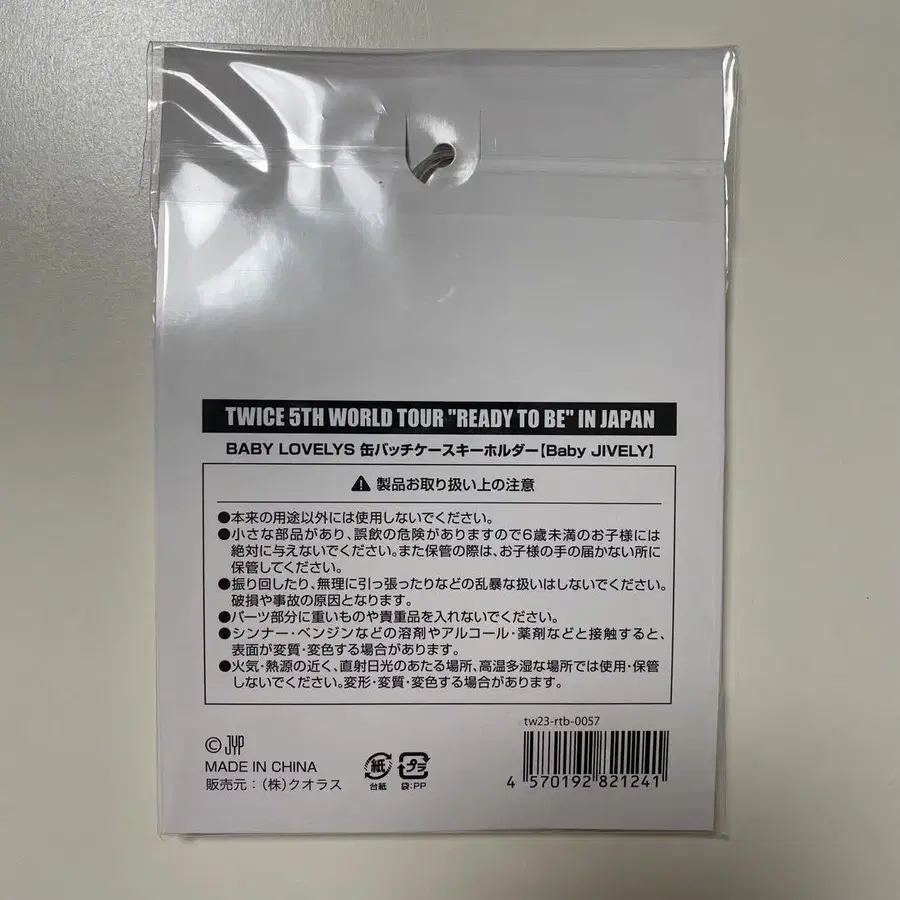 TWICE 5TH WORLD TOUR "READY TO BE" IN JAPAN
BABY LOVELYS 缶バッチケースキーホルダー【Baby JIVELY】
⚠ 製品お取り扱い上の注意
●本来の用途以外には使用しないでください。
●小さな部品があり、誤飲の危険がありますので6歳未満のお子様には
絶対に与えないでください。また保管の際は、お子様の手の届かない所に
保管してください。
●振り回したり、無理に引っ張ったりなどの乱暴な扱いはしないでください。
破損や事故の原因となります。
●パーツ部分に重いものや貴重品を入れないでください。
●シンナー・ベンジンなどの溶剤やアルコール・薬剤などと接触すると、
表面が変質・変色する場合があります。
●火気・熱源の近く、直射日光のあたる場所、高温多湿な場所では使用・保管
しないでください。変形・変質・変色する場合があります。
tw23-rtb-0057
© JYP
MADE IN CHINA
販売元：（株）クオラス
紙
台紙
プラ
袋:PP
4 570192 821241